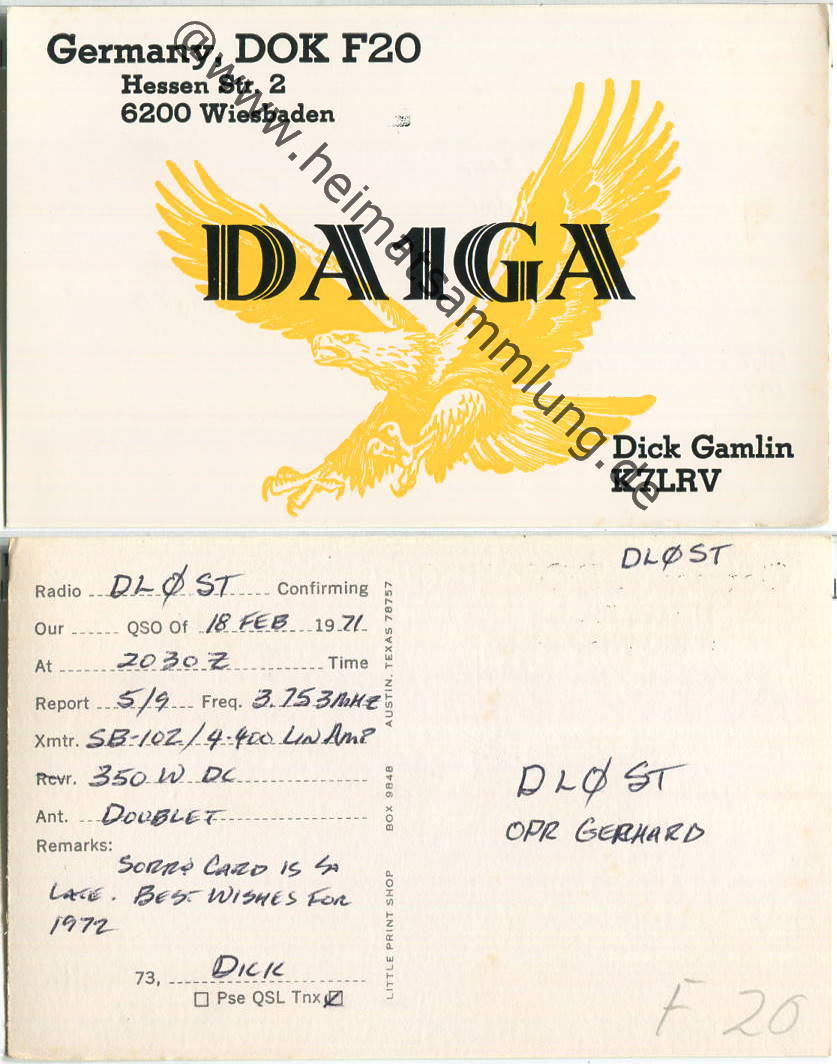 Germany, DOK F20
Hessen Str. 2
6200 Wiesbaden
DA1GA
Dick Gamlin
K7LRV
@www.heimatsammlung.de
DLØST
Radio DLØST Confirming
Our QSO Of 18 FEB 1971
At 2030Z Time
Report 5/9 Freq. 3.753MHZ
Xmtr. SB-102/4-400 LIN AMP
Rcvr. 350 W DC
Ant. DOUBLET
Remarks:
SORRY CARD IS SO
LATE. BEST WISHES FOR
1972
73, DICK
☐ Pse QSL Tnx ☑
LITTLE PRINT SHOP BOX 9848 AUSTIN, TEXAS 78757
DLØST
OPR GERHARD
F 20